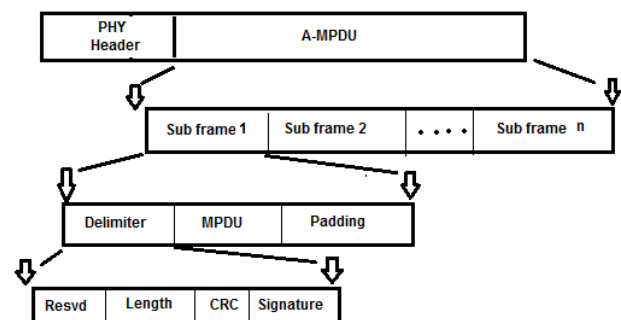 PHY
Header
A-MPDU
Sub frame 1
Sub frame 2
. . . .
Sub frame n
Delimiter
MPDU
Padding
Resvd
Length
CRC
Signature